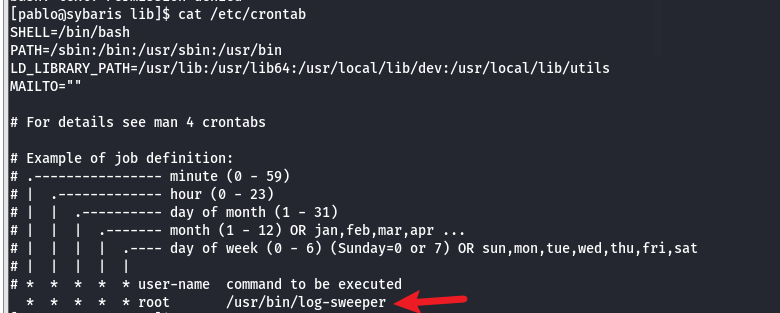 [pablo@sybaris lib]$ cat /etc/crontab
SHELL=/bin/bash
PATH=/sbin:/bin:/usr/sbin:/usr/bin
LD_LIBRARY_PATH=/usr/lib:/usr/lib64:/usr/local/lib/dev:/usr/local/lib/utils
MAILTO=""

# For details see man 4 crontabs

# Example of job definition:
# .---------------- minute (0 - 59)
# |  .------------- hour (0 - 23)
# |  |  .---------- day of month (1 - 31)
# |  |  |  .------- month (1 - 12) OR jan,feb,mar,apr ...
# |  |  |  |  .---- day of week (0 - 6) (Sunday=0 or 7) OR sun,mon,tue,wed,thu,fri,sat
# |  |  |  |  |
# *  *  *  *  * user-name  command to be executed
  *  *  *  *  * root       /usr/bin/log-sweeper